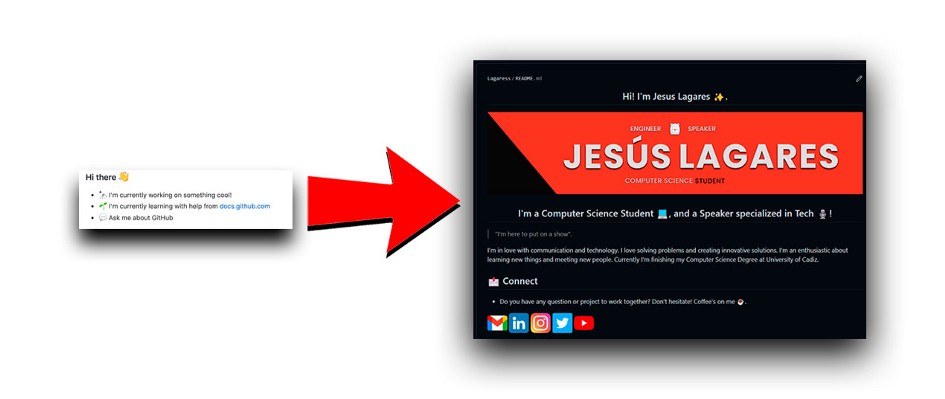 Hi there 👋
I'm currently working on something cool!
I'm currently learning with help from docs.github.com
Ask me about GitHub
Lagaress / README.md
Hi! I'm Jesus Lagares ✨.
ENGINEER SPEAKER
JESÚS LAGARES
COMPUTER SCIENCE STUDENT
I'm a Computer Science Student 💻, and a Speaker specialized in Tech 🎙️!
"I'm here to put on a show".
I'm in love with communication and technology. I love solving problems and creating innovative solutions. I'm an enthusiastic about
learning new things and meeting new people. Currently I'm finishing my Computer Science Degree at University of Cadiz.
📩 Connect
Do you have any question or project to work together? Don't hesitate! Coffee's on me ☕.
in